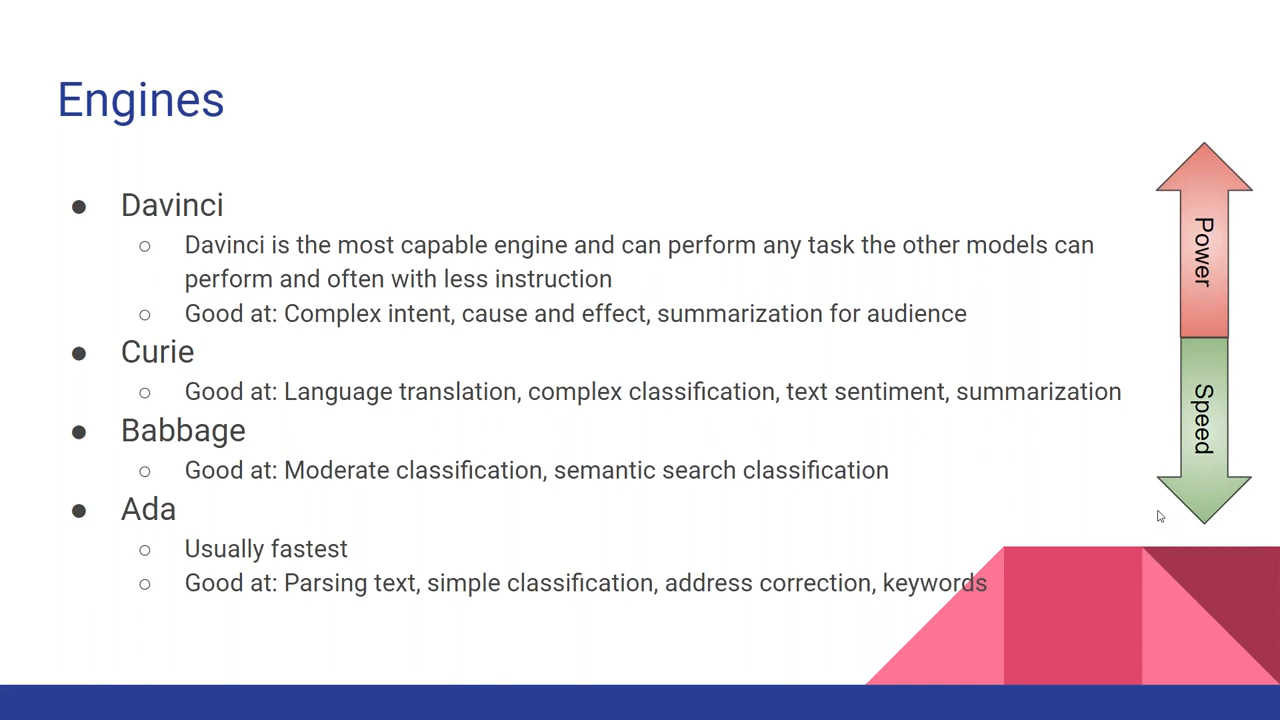 Engines
● Davinci
○ Davinci is the most capable engine and can perform any task the other models can
perform and often with less instruction
○ Good at: Complex intent, cause and effect, summarization for audience
● Curie
○ Good at: Language translation, complex classification, text sentiment, summarization
● Babbage
○ Good at: Moderate classification, semantic search classification
● Ada
○ Usually fastest
○ Good at: Parsing text, simple classification, address correction, keywords
Power
Speed